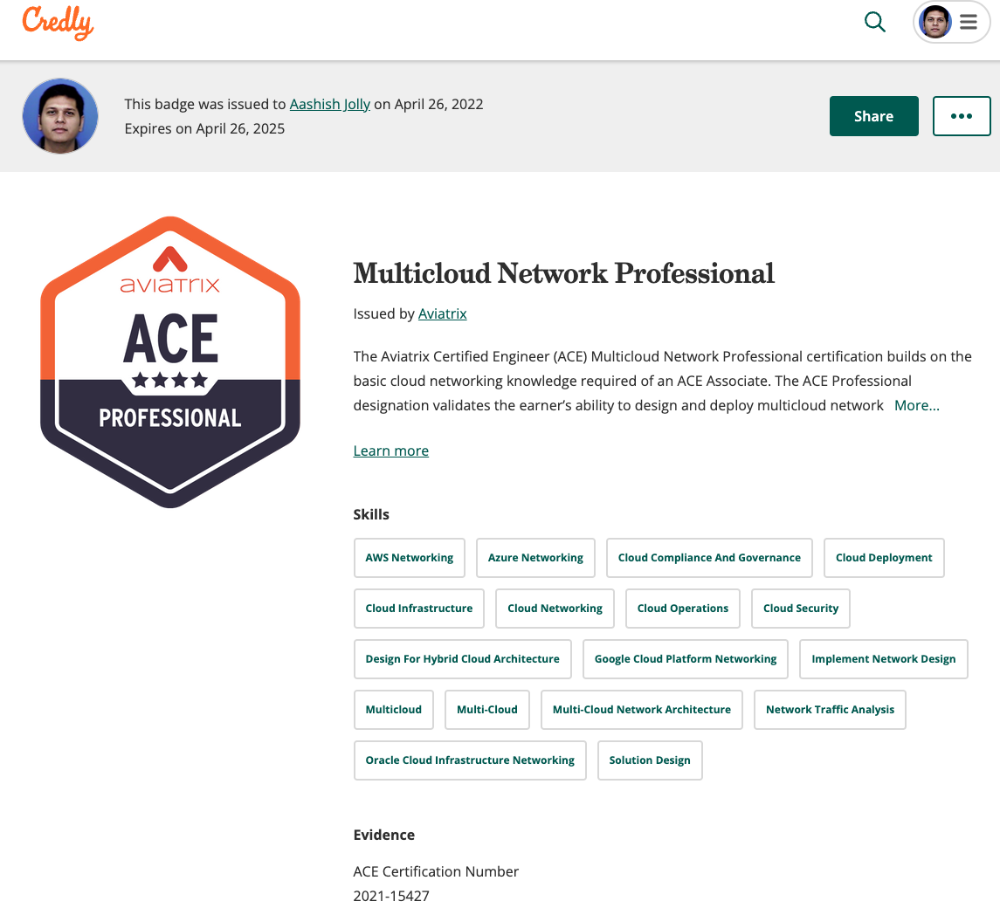 Credly
This badge was issued to Aashish Jolly on April 26, 2022
Expires on April 26, 2025
Share
aviatrix
ACE
PROFESSIONAL
Multicloud Network Professional
Issued by Aviatrix
The Aviatrix Certified Engineer (ACE) Multicloud Network Professional certification builds on the
basic cloud networking knowledge required of an ACE Associate. The ACE Professional
designation validates the earner’s ability to design and deploy multicloud network More...
Learn more
Skills
AWS Networking Azure Networking Cloud Compliance And Governance Cloud Deployment
Cloud Infrastructure Cloud Networking Cloud Operations Cloud Security
Design For Hybrid Cloud Architecture Google Cloud Platform Networking Implement Network Design
Multicloud Multi-Cloud Multi-Cloud Network Architecture Network Traffic Analysis
Oracle Cloud Infrastructure Networking Solution Design
Evidence
ACE Certification Number
2021-15427